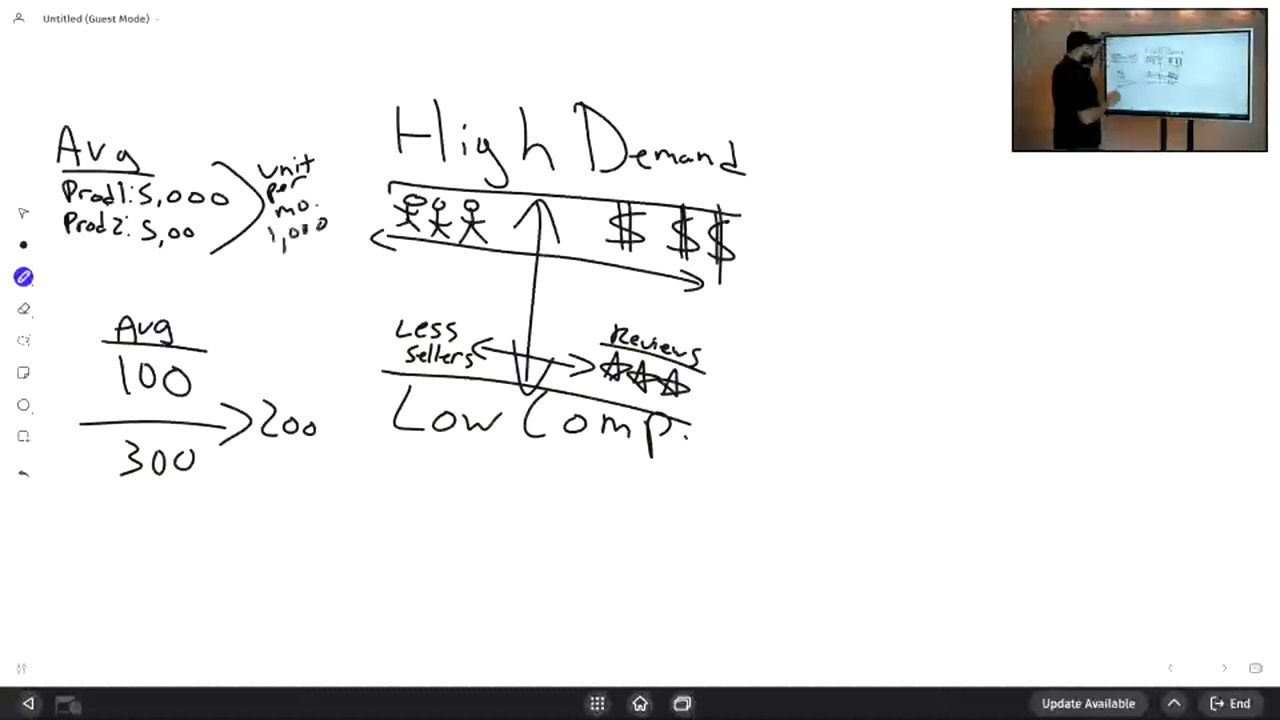 Untitled (Guest Mode)
High Demand
Avg
Prod1: 5,000
Prod2: 5,00
unit
per
mo.
1,000
$ $ $
Less
Sellers
Reviews
Low Comp.
Avg
100
300
200
Update Available
End